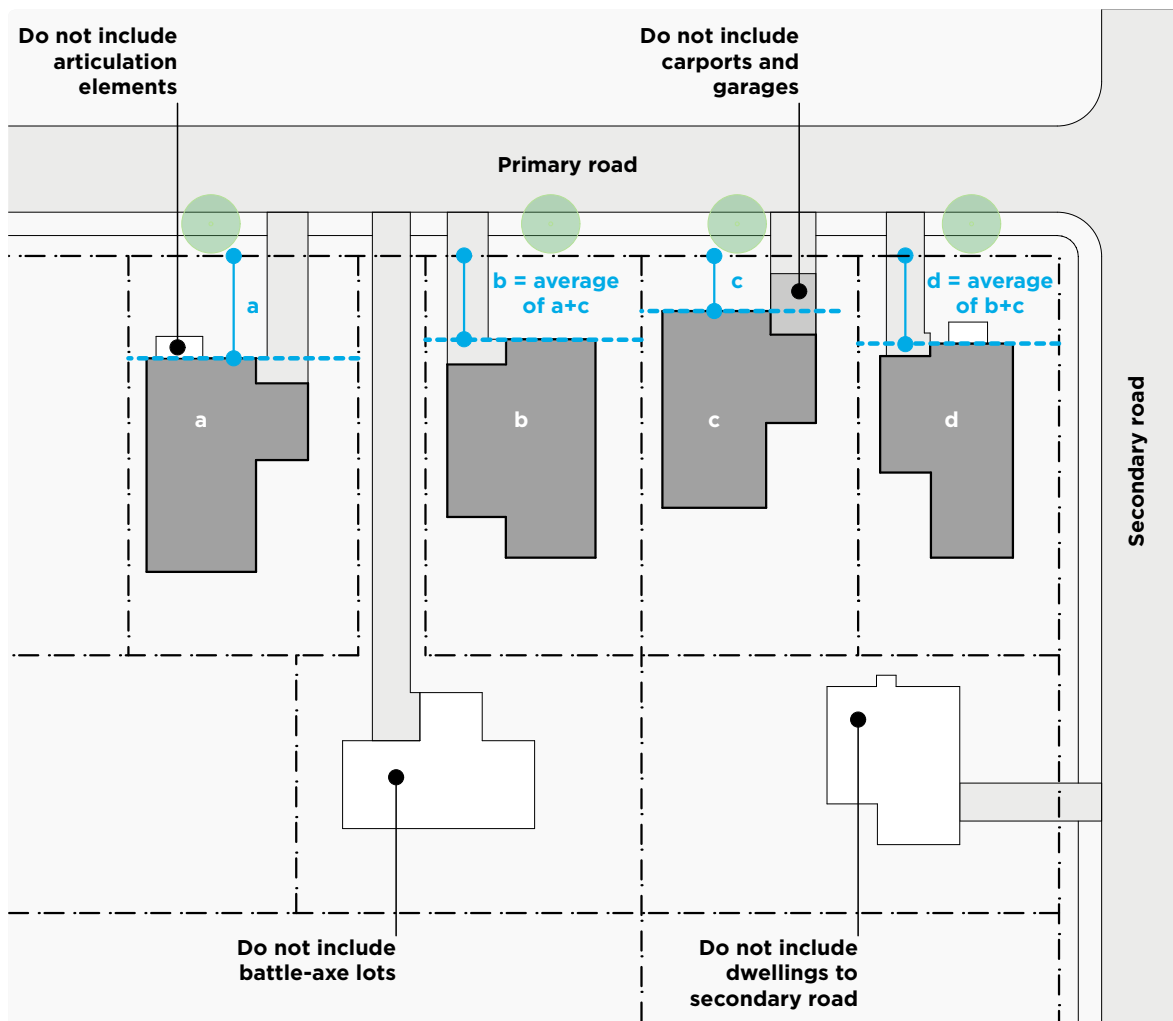 Do not include
articulation
elements
Do not include
carports and
garages
Primary road
a
b = average
of a+c
c
d = average
of b+c
a
b
c
d
Secondary road
Do not include
battle-axe lots
Do not include
dwellings to
secondary road